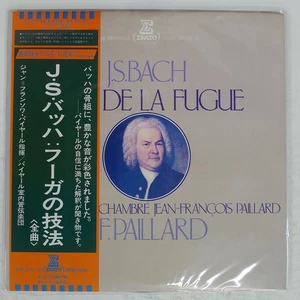 ERATO
J.S.BACH
DE LA FUGUE
CHAMBRE JEAN-FRANÇOIS PAILLARD
F.PAILLARD
J・S・バッハ:フーガの技法
〈全曲〉
バッハの骨組に、豊かな音が彩色されました。
──パイヤールの自信に満ちた解釈が聞き物です。
ジャン=フランソワ・パイヤール指揮
パイヤール室内管弦楽団